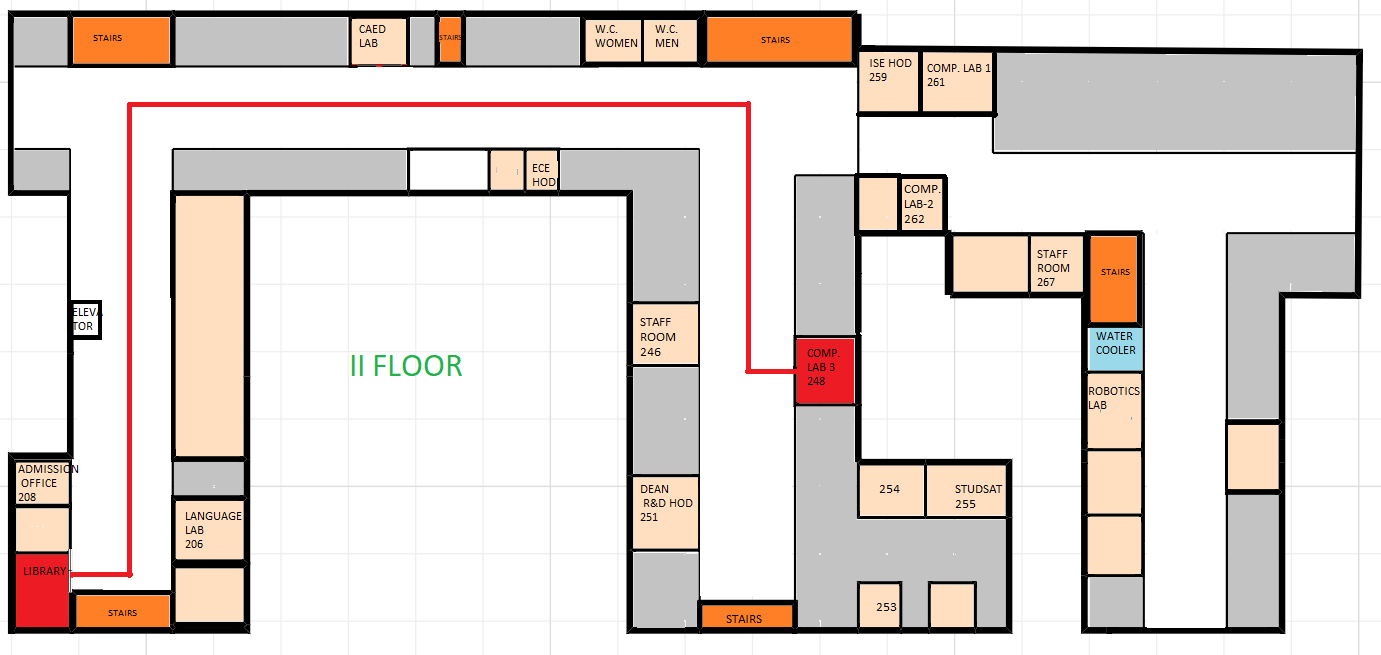 STAIRS
CAED
LAB
STAIRS
W.C.
WOMEN
W.C.
MEN
STAIRS
ISE HOD
259
COMP. LAB 1
261
ECE
HOD
COMP.
LAB-2
262
STAFF
ROOM
267
STAIRS
ELEVA
TOR
STAFF
ROOM
246
COMP.
LAB 3
248
WATER
COOLER
II FLOOR
ROBOTICS
LAB
ADMISSION
OFFICE
208
LANGUAGE
LAB
206
DEAN
R&D HOD
251
254
STUDSAT
255
LIBRARY
STAIRS
STAIRS
253